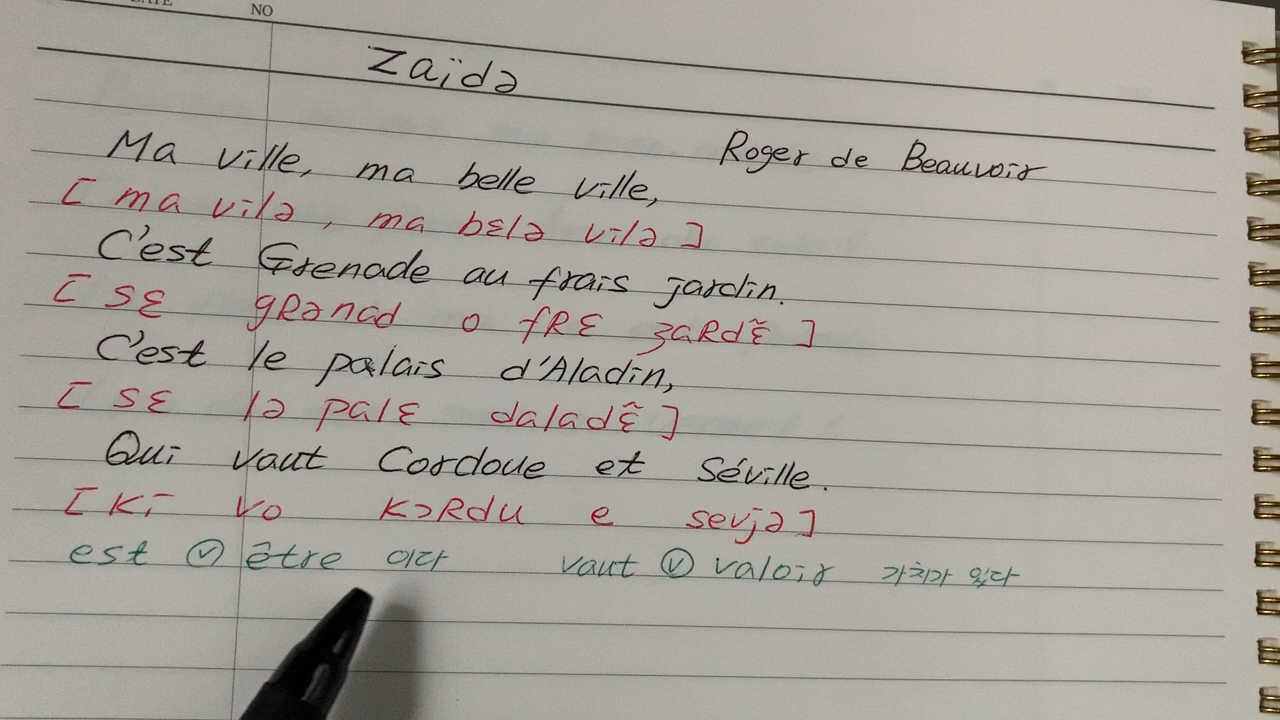 NO
Zaïda
Roger de Beauvoir
Ma ville, ma belle ville,
[ ma vilə, ma bɛlə vilə ]
C'est Grenade au frais jardin.
[ sɛ gRənad o fRɛ ʒaRdɛ̃ ]
C'est le palais d'Aladin,
[ sɛ lə palɛ daladɛ̃ ]
Qui vaut Cordoue et Séville.
[ Ki vo KɔRdu e sevjə ]
est ⓥ être 이다 vaut ⓥ valoir 가치가 있다